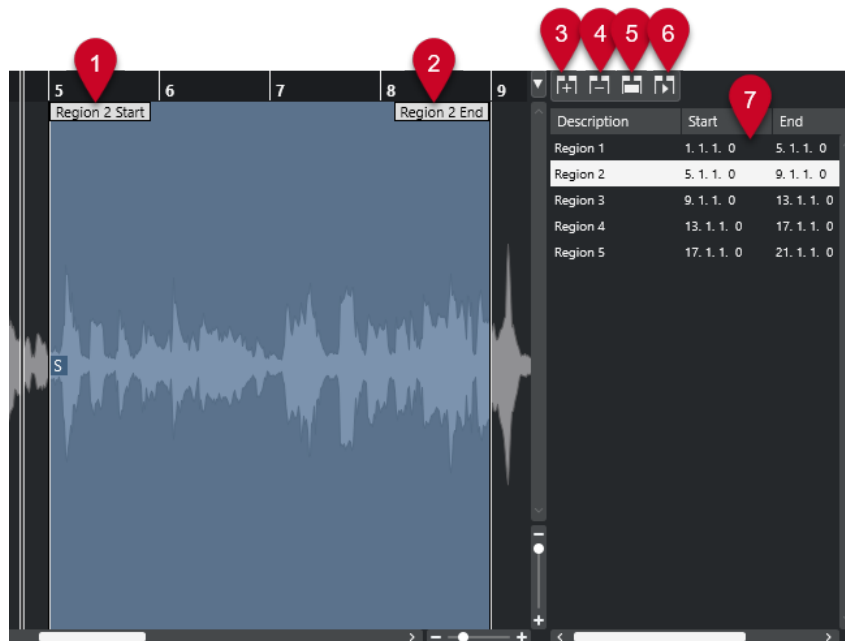 1 2 3 4 5 6
5 6 7 8 9
7
Region 2 Start Region 2 End
Description Start End
Region 1 1. 1. 1. 0 5. 1. 1. 0
Region 2 5. 1. 1. 0 9. 1. 1. 0
Region 3 9. 1. 1. 0 13. 1. 1. 0
Region 4 13. 1. 1. 0 17. 1. 1. 0
Region 5 17. 1. 1. 0 21. 1. 1. 0
S